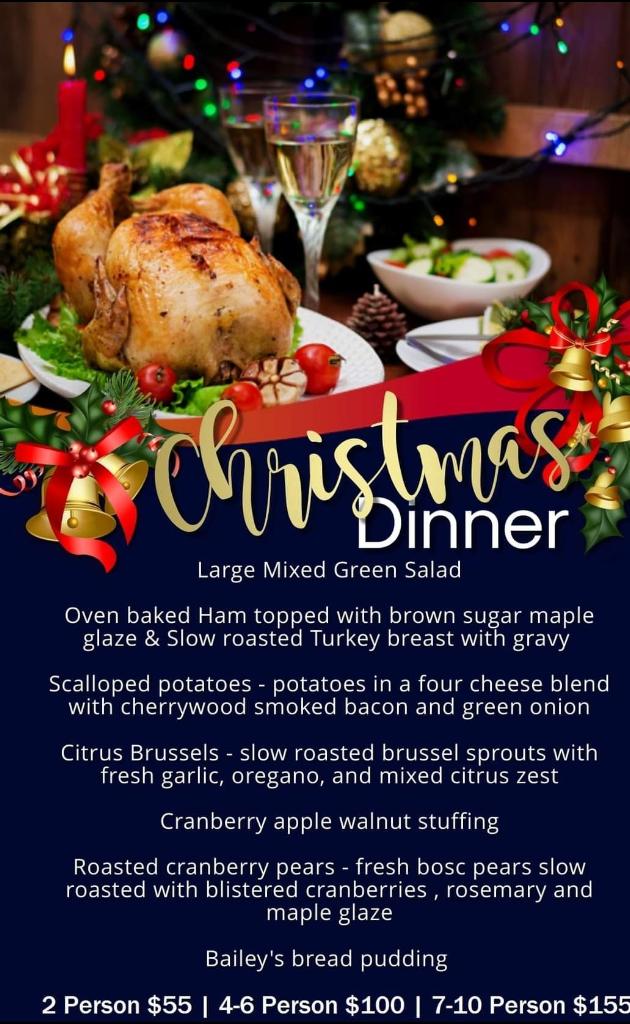 Christmas
Dinner
Large Mixed Green Salad
Oven baked Ham topped with brown sugar maple
glaze & Slow roasted Turkey breast with gravy
Scalloped potatoes - potatoes in a four cheese blend
with cherrywood smoked bacon and green onion
Citrus Brussels - slow roasted brussel sprouts with
fresh garlic, oregano, and mixed citrus zest
Cranberry apple walnut stuffing
Roasted cranberry pears - fresh bosc pears slow
roasted with blistered cranberries , rosemary and
maple glaze
Bailey's bread pudding
2 Person $55 | 4-6 Person $100 | 7-10 Person $155